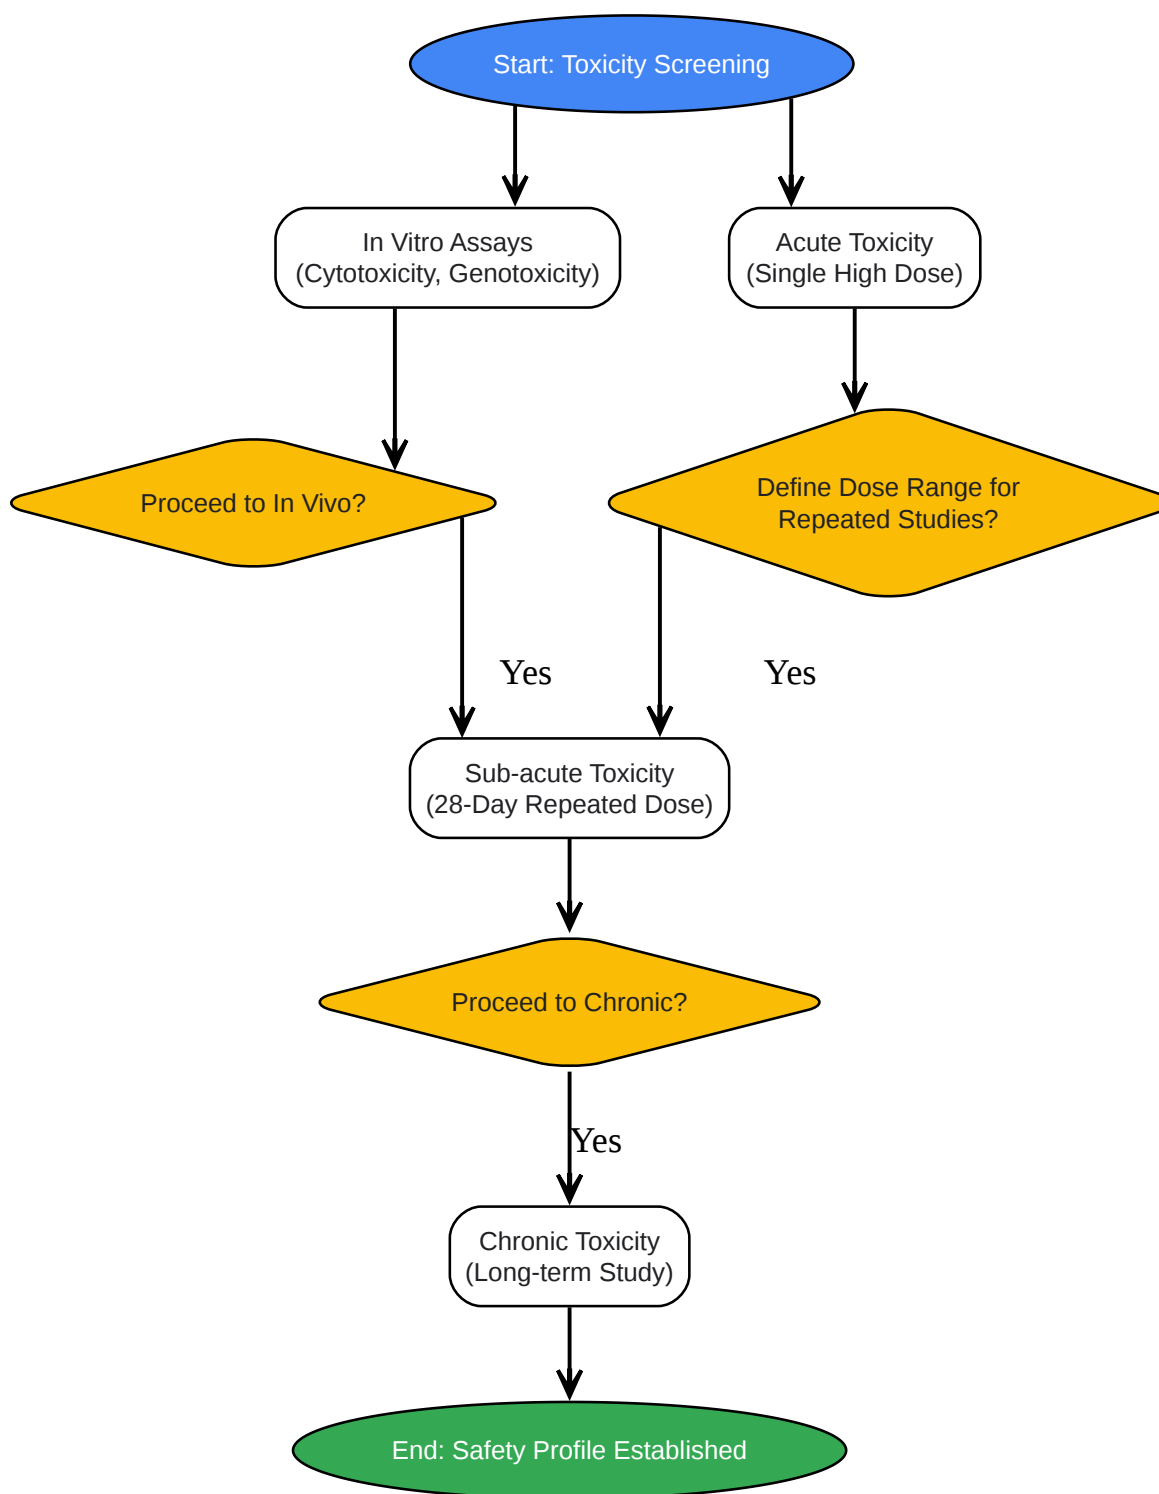 Start: Toxicity Screening
In Vitro Assays
(Cytotoxicity, Genotoxicity)
Acute Toxicity
(Single High Dose)
Proceed to In Vivo?
Define Dose Range for
Repeated Studies?
Yes
Yes
Sub-acute Toxicity
(28-Day Repeated Dose)
Proceed to Chronic?
Yes
Chronic Toxicity
(Long-term Study)
End: Safety Profile Established